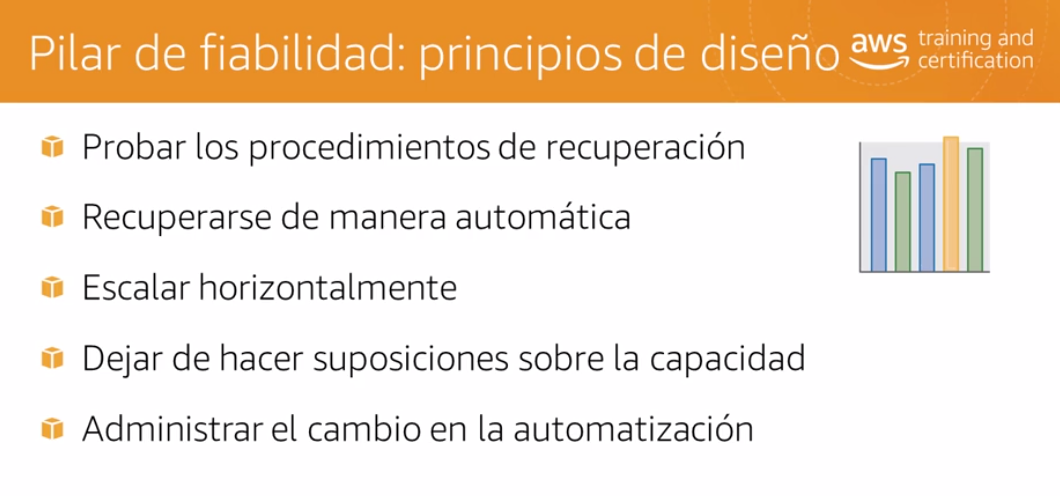 Pilar de fiabilidad: principios de diseño
aws training and
certification
Probar los procedimientos de recuperación
Recuperarse de manera automática
Escalar horizontalmente
Dejar de hacer suposiciones sobre la capacidad
Administrar el cambio en la automatización